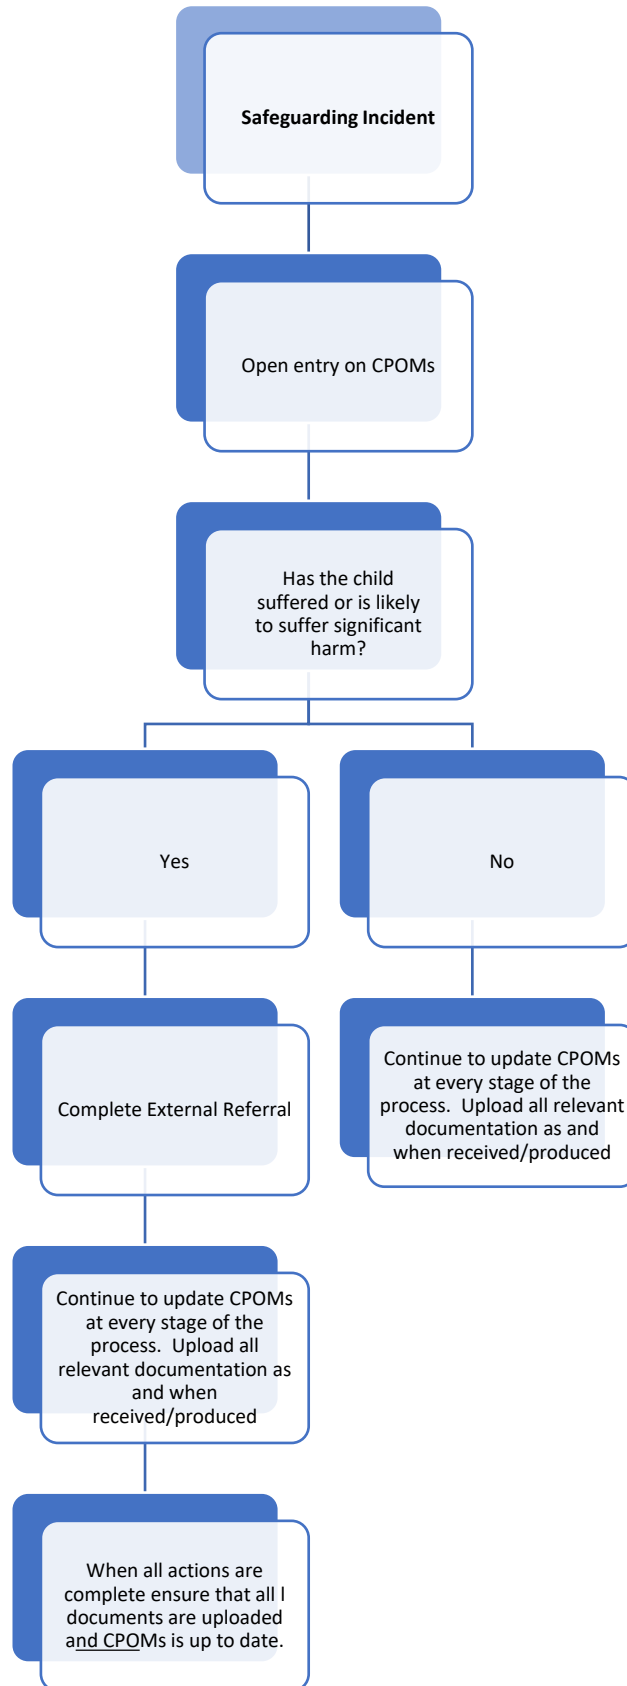 Safeguarding Incident
Open entry on CPOMs
Has the child
suffered or is likely
to suffer significant
harm?
Yes
No
Complete External Referral
Continue to update CPOMs
at every stage of the
process.  Upload all relevant
documentation as and
when received/produced
Continue to update CPOMs
at every stage of the
process.  Upload all
relevant documentation as
and when
received/produced
When all actions are
complete ensure that all l
documents are uploaded
and CPOMs is up to date.